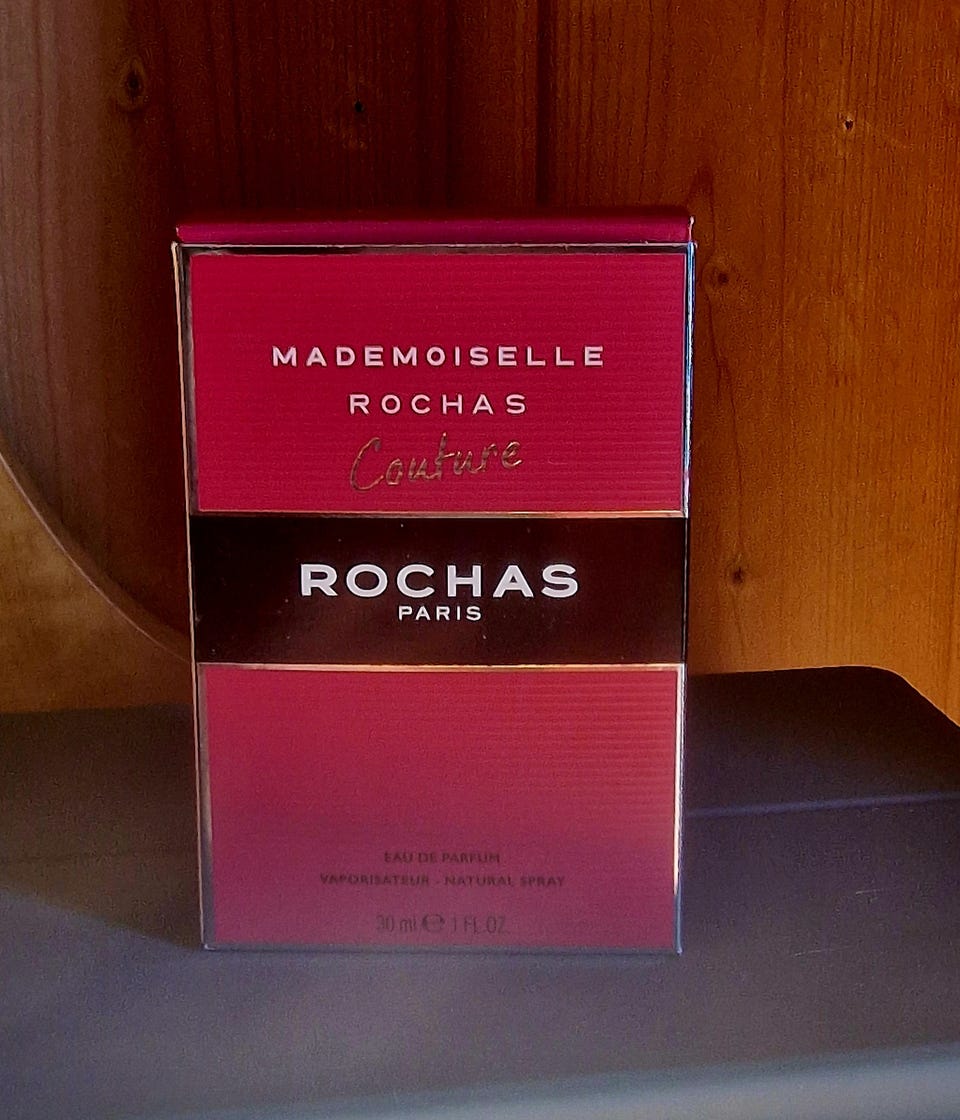 MADEMOISELLE
ROCHAS
Couture
ROCHAS
PARIS
EAU DE PARFUM
VAPORISATEUR - NATURAL SPRAY
30 ml ℮ 1 FL.OZ.